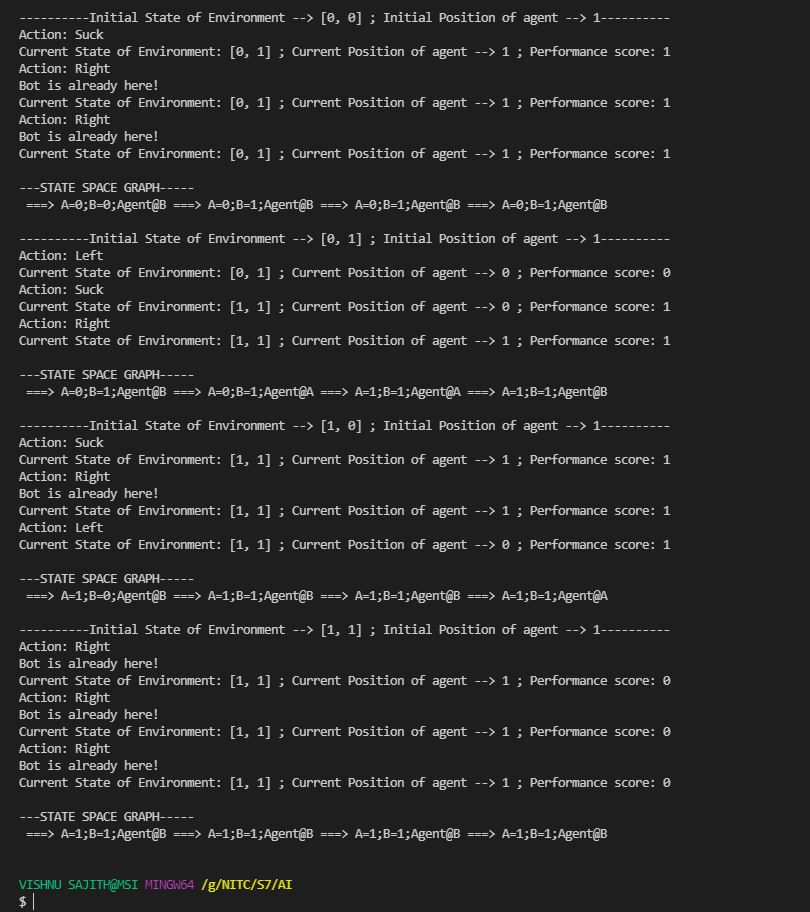 ----------Initial State of Environment --> [0, 0] ; Initial Position of agent --> 1----------
Action: Suck
Current State of Environment: [0, 1] ; Current Position of agent --> 1 ; Performance score: 1
Action: Right
Bot is already here!
Current State of Environment: [0, 1] ; Current Position of agent --> 1 ; Performance score: 1
Action: Right
Bot is already here!
Current State of Environment: [0, 1] ; Current Position of agent --> 1 ; Performance score: 1
---STATE SPACE GRAPH-----
===> A=0;B=0;Agent@B ===> A=0;B=1;Agent@B ===> A=0;B=1;Agent@B ===> A=0;B=1;Agent@B
----------Initial State of Environment --> [0, 1] ; Initial Position of agent --> 1----------
Action: Left
Current State of Environment: [0, 1] ; Current Position of agent --> 0 ; Performance score: 0
Action: Suck
Current State of Environment: [1, 1] ; Current Position of agent --> 0 ; Performance score: 1
Action: Right
Current State of Environment: [1, 1] ; Current Position of agent --> 1 ; Performance score: 1
---STATE SPACE GRAPH-----
===> A=0;B=1;Agent@B ===> A=0;B=1;Agent@A ===> A=1;B=1;Agent@A ===> A=1;B=1;Agent@B
----------Initial State of Environment --> [1, 0] ; Initial Position of agent --> 1----------
Action: Suck
Current State of Environment: [1, 1] ; Current Position of agent --> 1 ; Performance score: 1
Action: Right
Bot is already here!
Current State of Environment: [1, 1] ; Current Position of agent --> 1 ; Performance score: 1
Action: Left
Current State of Environment: [1, 1] ; Current Position of agent --> 0 ; Performance score: 1
---STATE SPACE GRAPH-----
===> A=1;B=0;Agent@B ===> A=1;B=1;Agent@B ===> A=1;B=1;Agent@B ===> A=1;B=1;Agent@A
----------Initial State of Environment --> [1, 1] ; Initial Position of agent --> 1----------
Action: Right
Bot is already here!
Current State of Environment: [1, 1] ; Current Position of agent --> 1 ; Performance score: 0
Action: Right
Bot is already here!
Current State of Environment: [1, 1] ; Current Position of agent --> 1 ; Performance score: 0
Action: Right
Bot is already here!
Current State of Environment: [1, 1] ; Current Position of agent --> 1 ; Performance score: 0
---STATE SPACE GRAPH-----
===> A=1;B=1;Agent@B ===> A=1;B=1;Agent@B ===> A=1;B=1;Agent@B ===> A=1;B=1;Agent@B
VISHNU SAJITH@MSI MINGW64 /g/NITC/S7/AI
$